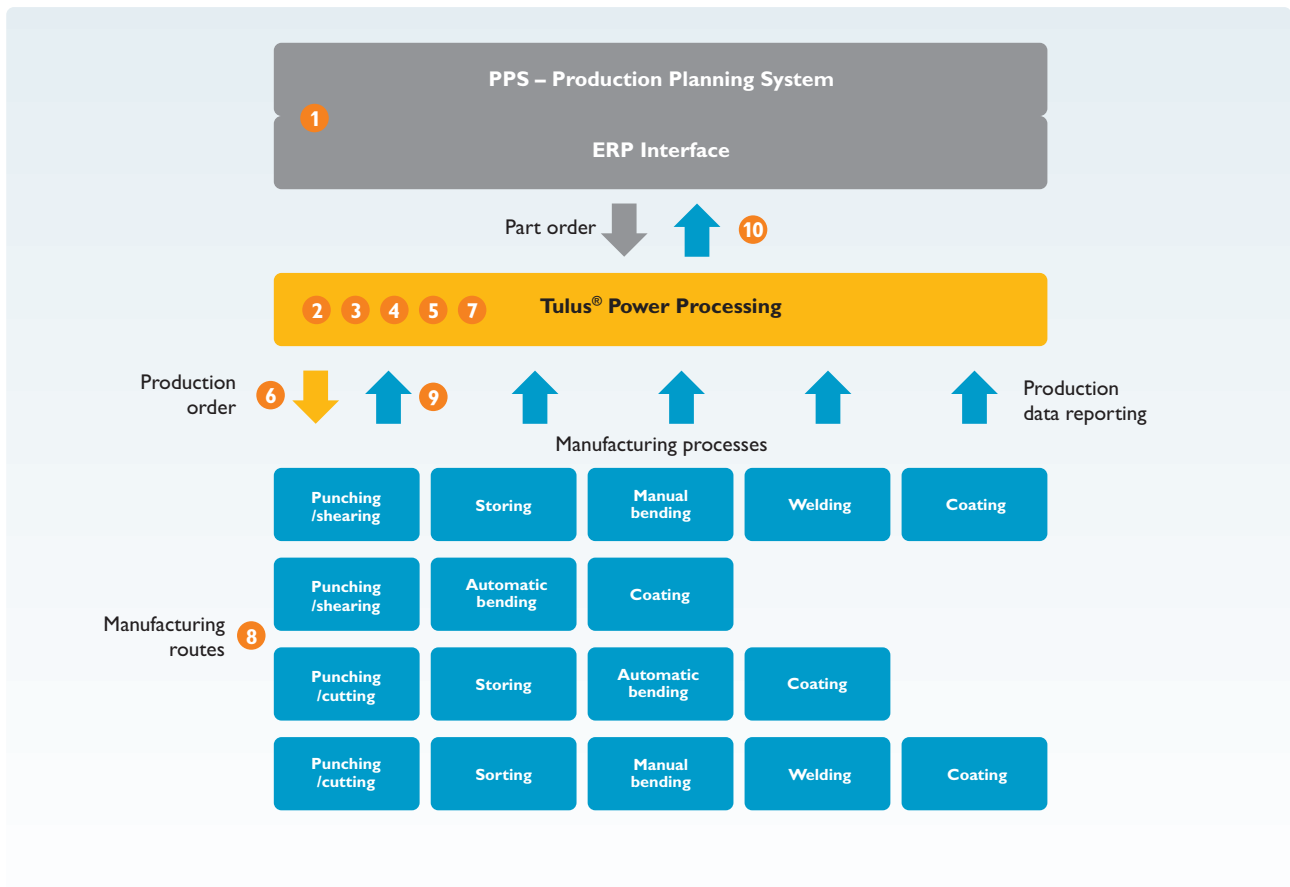 PPS – Production Planning System
1
ERP Interface
Part order
10
2 3 4 5 7 Tulus® Power Processing
Production
order
6
9
Production
data reporting
Manufacturing processes
Punching
/shearing
Storing
Manual
bending
Welding
Coating
Punching
/shearing
Automatic
bending
Coating
Manufacturing
routes
8
Punching
/cutting
Storing
Automatic
bending
Coating
Punching
/cutting
Sorting
Manual
bending
Welding
Coating